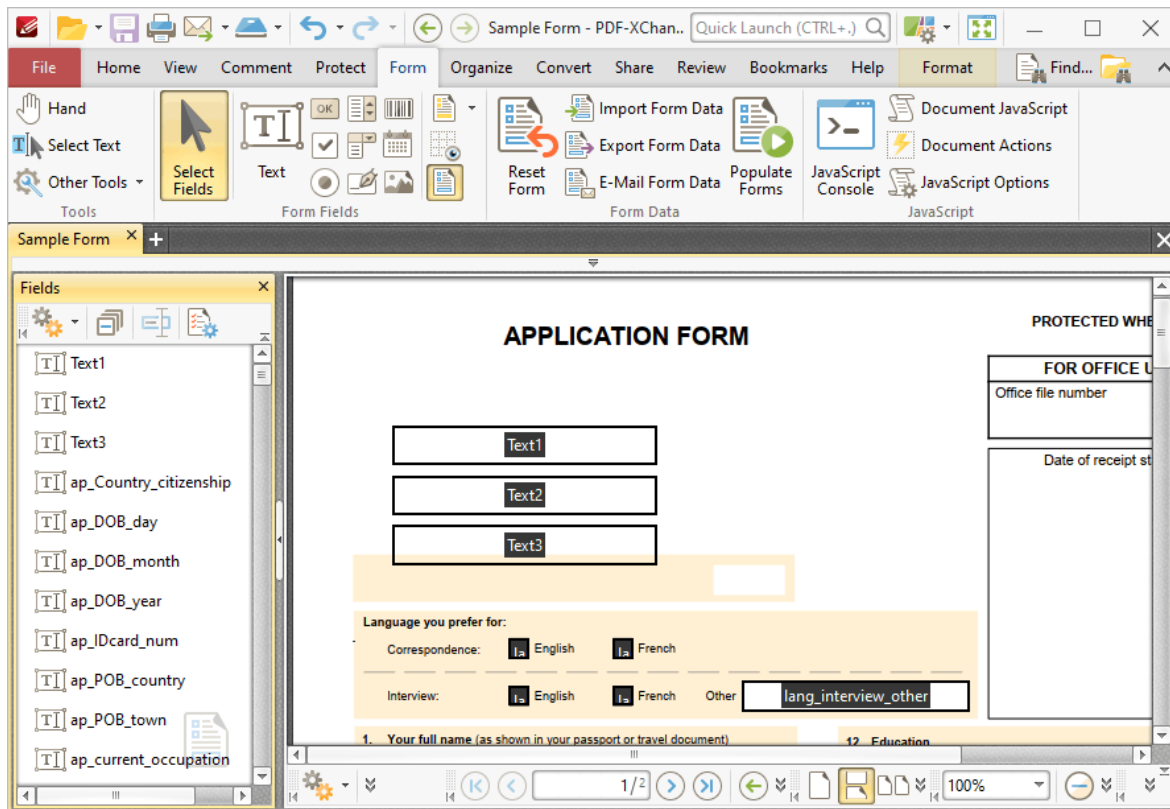 Sample Form - PDF-XChan.. Quick Launch (CTRL+.)
File Home View Comment Protect Form Organize Convert Share Review Bookmarks Help Format Find...
Hand
Select Text
Other Tools
Tools
Select Fields
Text
OK
Form Fields
Reset Form
Import Form Data
Export Form Data
E-Mail Form Data
Populate Forms
Form Data
JavaScript Console
Document JavaScript
Document Actions
JavaScript Options
JavaScript
Sample Form
Fields
Text1
Text2
Text3
ap_Country_citizenship
ap_DOB_day
ap_DOB_month
ap_DOB_year
ap_IDcard_num
ap_POB_country
ap_POB_town
ap_current_occupation
APPLICATION FORM
PROTECTED WHE
FOR OFFICE U
Office file number
Date of receipt st
Text1
Text2
Text3
Language you prefer for:
Correspondence: la English la French
Interview: la English la French Other lang_interview_other
1. Your full name (as shown in your passport or travel document)
12. Education
1/2
100%